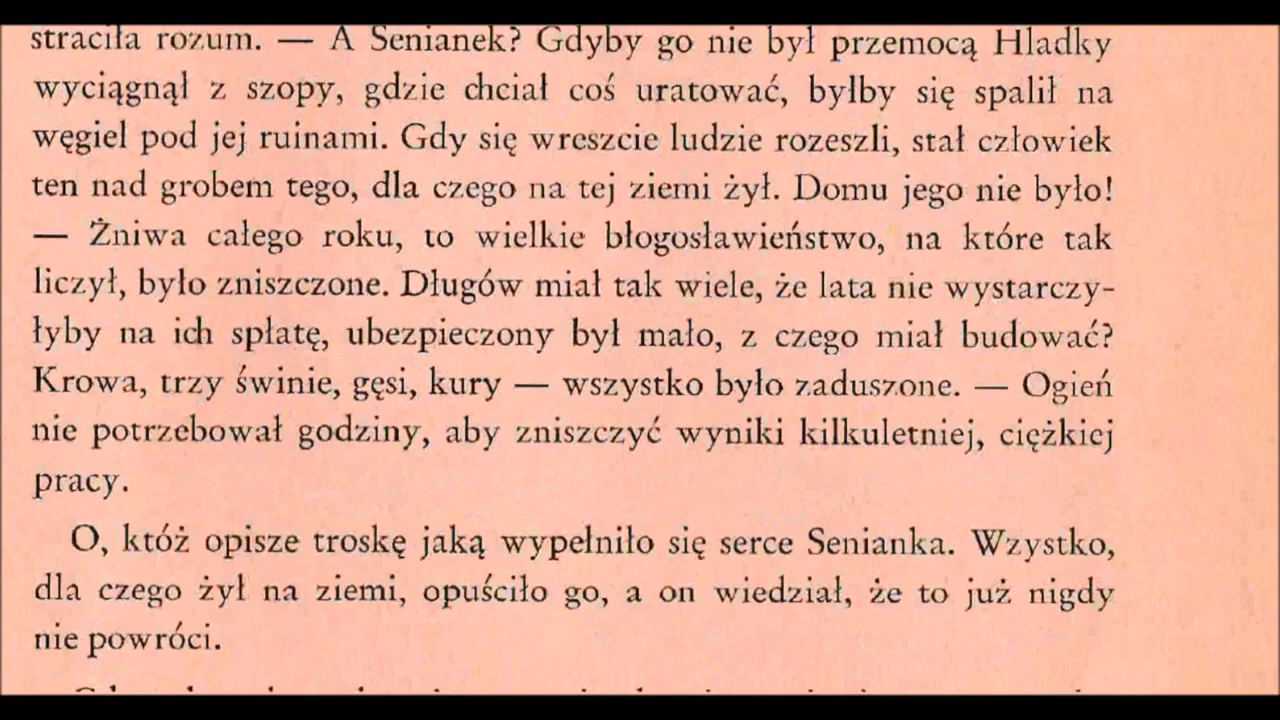 straciła rozum. — A Senianek? Gdyby go nie był przemocą Hladky
wyciągnął z szopy, gdzie chciał coś uratować, byłby się spalił na
węgiel pod jej ruinami. Gdy się wreszcie ludzie rozeszli, stał człowiek
ten nad grobem tego, dla czego na tej ziemi żył. Domu jego nie było!
— Żniwa całego roku, to wielkie błogosławieństwo, na które tak
liczył, było zniszczone. Długów miał tak wiele, że lata nie wystarczy-
łyby na ich spłatę, ubezpieczony był mało, z czego miał budować?
Krowa, trzy świnie, gęsi, kury — wszystko było zaduszone. — Ogień
nie potrzebował godziny, aby zniszczyć wyniki kilkuletniej, ciężkiej
pracy.
O, któż opisze troskę jaką wypełniło się serce Senianka. Wzystko,
dla czego żył na ziemi, opuściło go, a on wiedział, że to już nigdy
nie powróci.